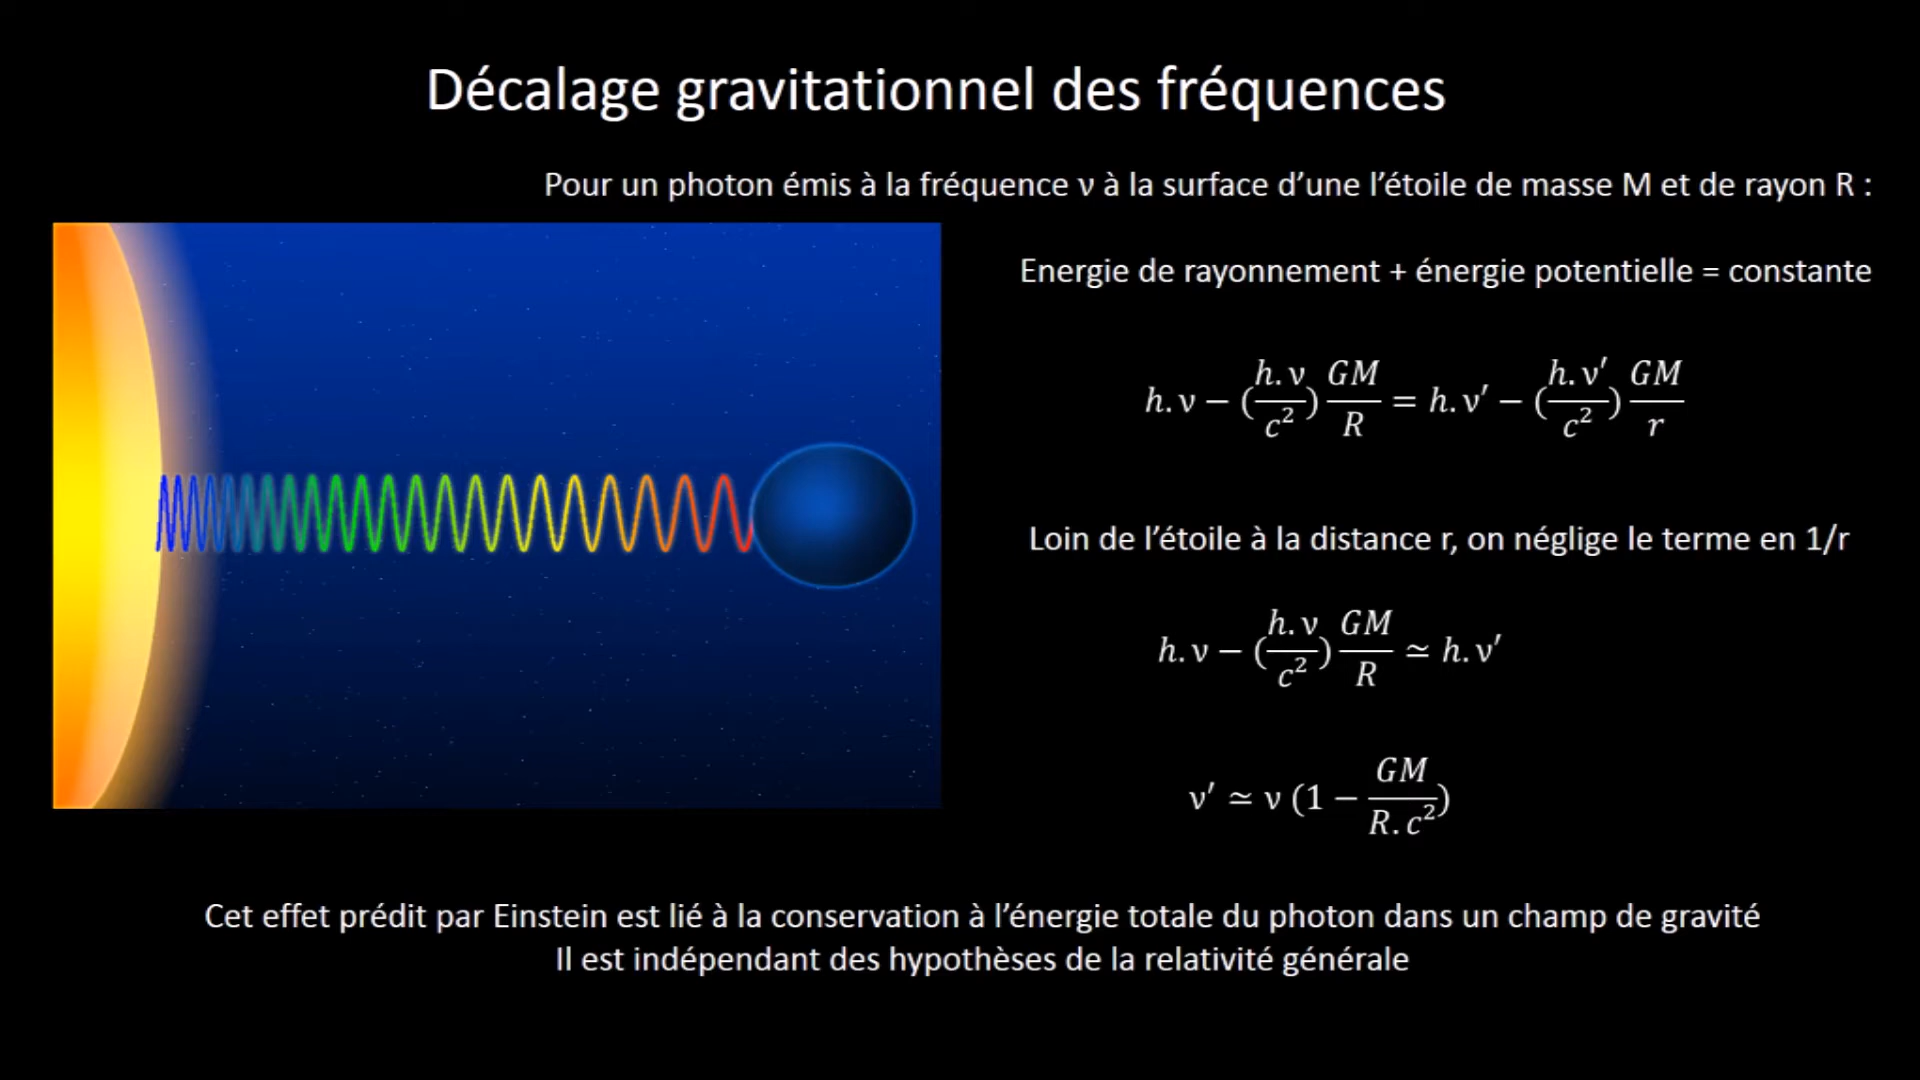 Décalage gravitationnel des fréquences
Pour un photon émis à la fréquence ν à la surface d’une l’étoile de masse M et de rayon R :
Energie de rayonnement + énergie potentielle = constante
h.ν − (h.ν/c²) GM/R = h.ν′ − (h.ν′/c²) GM/r
Loin de l’étoile à la distance r, on néglige le terme en 1/r
h.ν − (h.ν/c²) GM/R ≃ h.ν′
ν′ ≃ ν (1 − GM/R.c²)
Cet effet prédit par Einstein est lié à la conservation à l’énergie totale du photon dans un champ de gravité
Il est indépendant des hypothèses de la relativité générale